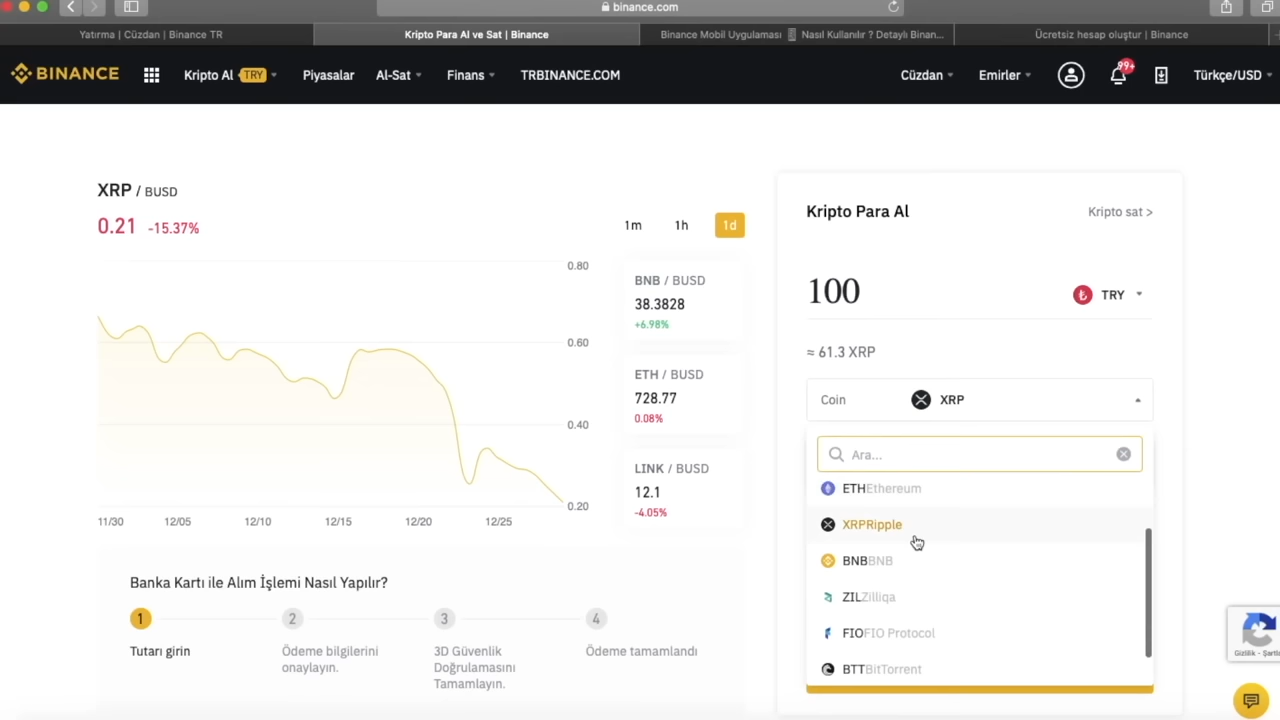 binance.com
Yatırma | Cüzdan | Binance TR
Kripto Para Al ve Sat | Binance
Binance Mobil Uygulaması Nasıl Kullanılır ? Detaylı Binan...
Ücretsiz hesap oluştur | Binance
BINANCE
Kripto Al TRY
Piyasalar
Al-Sat
Finans
TRBINANCE.COM
Cüzdan
Emirler
99+
Türkçe/USD
XRP / BUSD
0.21 -15.37%
1m 1h 1d
0.80
0.60
0.40
0.20
11/30 12/05 12/10 12/15 12/20 12/25
BNB / BUSD
38.3828
+6.98%
ETH / BUSD
728.77
0.08%
LINK / BUSD
12.1
-4.05%
Banka Kartı ile Alım İşlemi Nasıl Yapılır?
1
Tutarı girin
2
Ödeme bilgilerini
onaylayın.
3
3D Güvenlik
Doğrulamasını
Tamamlayın.
4
Ödeme tamamlandı
Kripto Para Al
Kripto sat >
100
₺ TRY
≈ 61.3 XRP
Coin XRP
Ara...
ETHEthereum
XRPRipple
BNBBNB
ZILZilliqa
FIOFIO Protocol
BTTBitTorrent
Gizlilik -